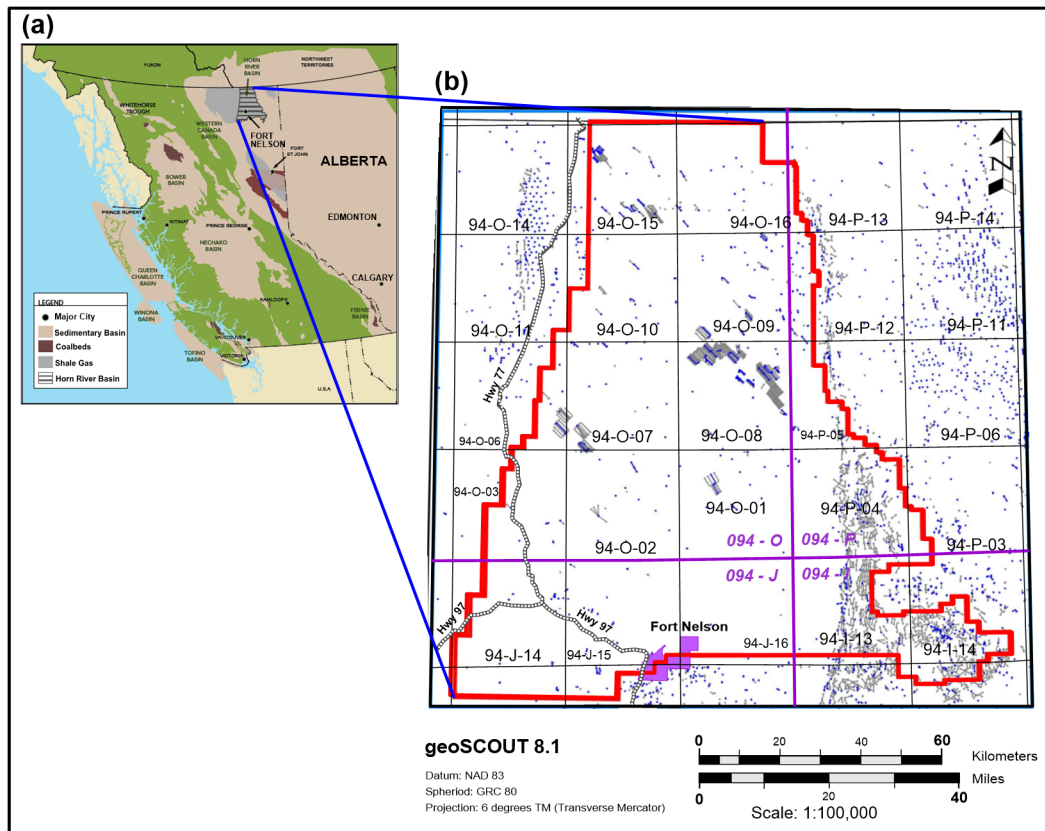 (a)
YUKON
HORN
RIVER
BASIN
NORTHWEST
TERRITORIES
WHITEHORSE
TROUGH
WESTERN
CANADA
BASIN
FORT
NELSON
FORT
ST JOHN
ALBERTA
BOWER
BASIN
PRINCE RUPERT
KITIMAT
PRINCE GEORGE
EDMONTON
NECHAKO
BASIN
QUEEN
CHARLOTTE
BASIN
CALGARY
KAMLOOPS
WINONA
BASIN
FERNIE
BASIN
VANCOUVER
VICTORIA
TOFINO
BASIN
U.S.A
LEGEND
Major City
Sedimentary Basin
Coalbeds
Shale Gas
Horn River Basin
(b)
N
94-O-14
94-O-15
94-O-16
94-P-13
94-P-14
94-O-11
94-O-10
94-O-09
94-P-12
94-P-11
Hwy 77
94-O-06
94-O-07
94-O-08
94-P-05
94-P-06
94-O-03
94-O-01
94-P-04
94-O-02
094 - O
094 - P
94-P-03
094 - J
094 - I
Hwy 97
Hwy 97
Fort Nelson
94-J-14
94-J-15
94-J-16
94-I-13
94-I-14
geoSCOUT 8.1
Datum: NAD 83
Spheriod: GRC 80
Projection: 6 degrees TM (Transverse Mercator)
0 20 40 60
Kilometers
Miles
0 20 40
Scale: 1:100,000